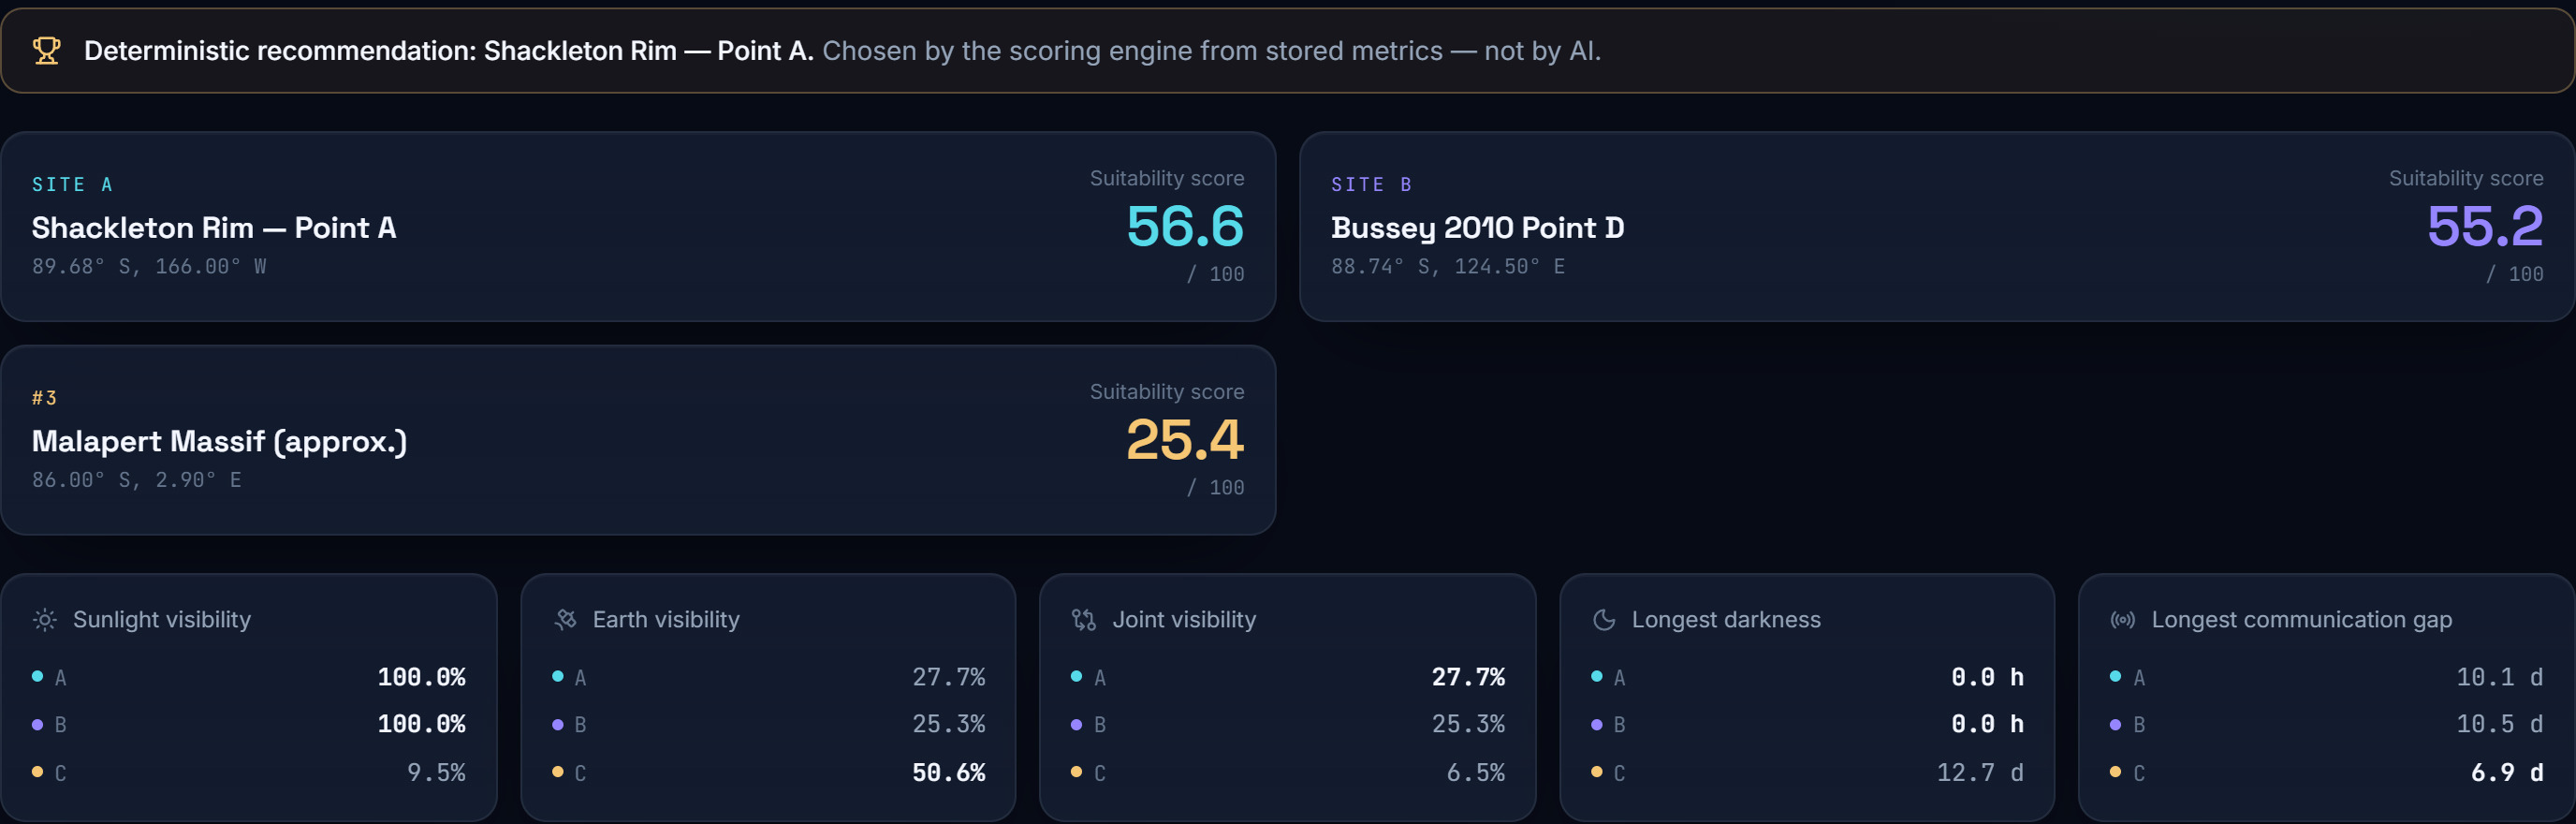 Deterministic recommendation: Shackleton Rim — Point A. Chosen by the scoring engine from stored metrics — not by AI.
SITE A
Shackleton Rim — Point A
89.68° S, 166.00° W
Suitability score
56.6
/ 100
SITE B
Bussey 2010 Point D
88.74° S, 124.50° E
Suitability score
55.2
/ 100
#3
Malapert Massif (approx.)
86.00° S, 2.90° E
Suitability score
25.4
/ 100
Sunlight visibility
A 100.0%
B 100.0%
C 9.5%
Earth visibility
A 27.7%
B 25.3%
C 50.6%
Joint visibility
A 27.7%
B 25.3%
C 6.5%
Longest darkness
A 0.0 h
B 0.0 h
C 12.7 d
Longest communication gap
A 10.1 d
B 10.5 d
C 6.9 d